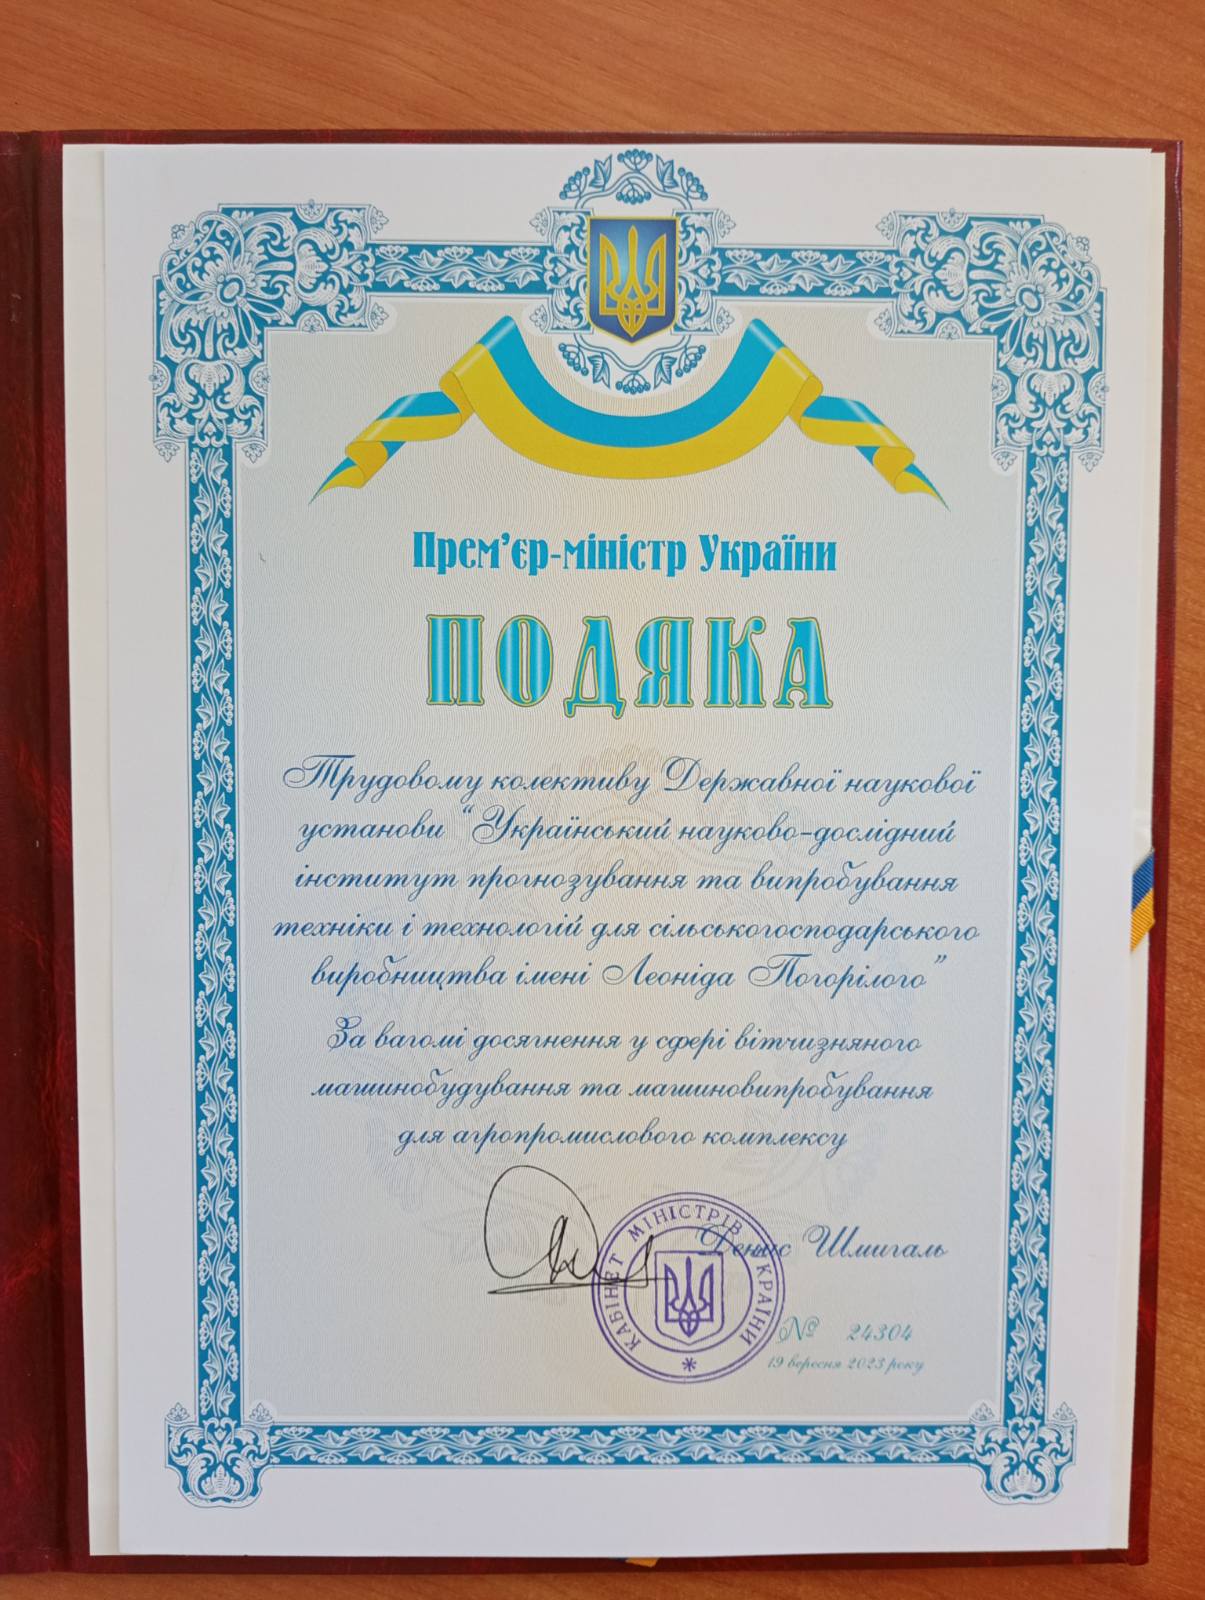 Прем’єр-міністр України
ПОДЯКА
Трудовому колективу Державної наукової
установи “Український науково-дослідний
інститут прогнозування та випробування
техніки і технологій для сільськогосподарського
виробництва імені Леоніда Погорілого”
За вагомі досягнення у сфері вітчизняного
машинобудування та машиновипробування
для агропромислового комплексу
Денис Шмигаль
КАБІНЕТ МІНІСТРІВ УКРАЇНИ
№ 24304
19 вересня 2023 року